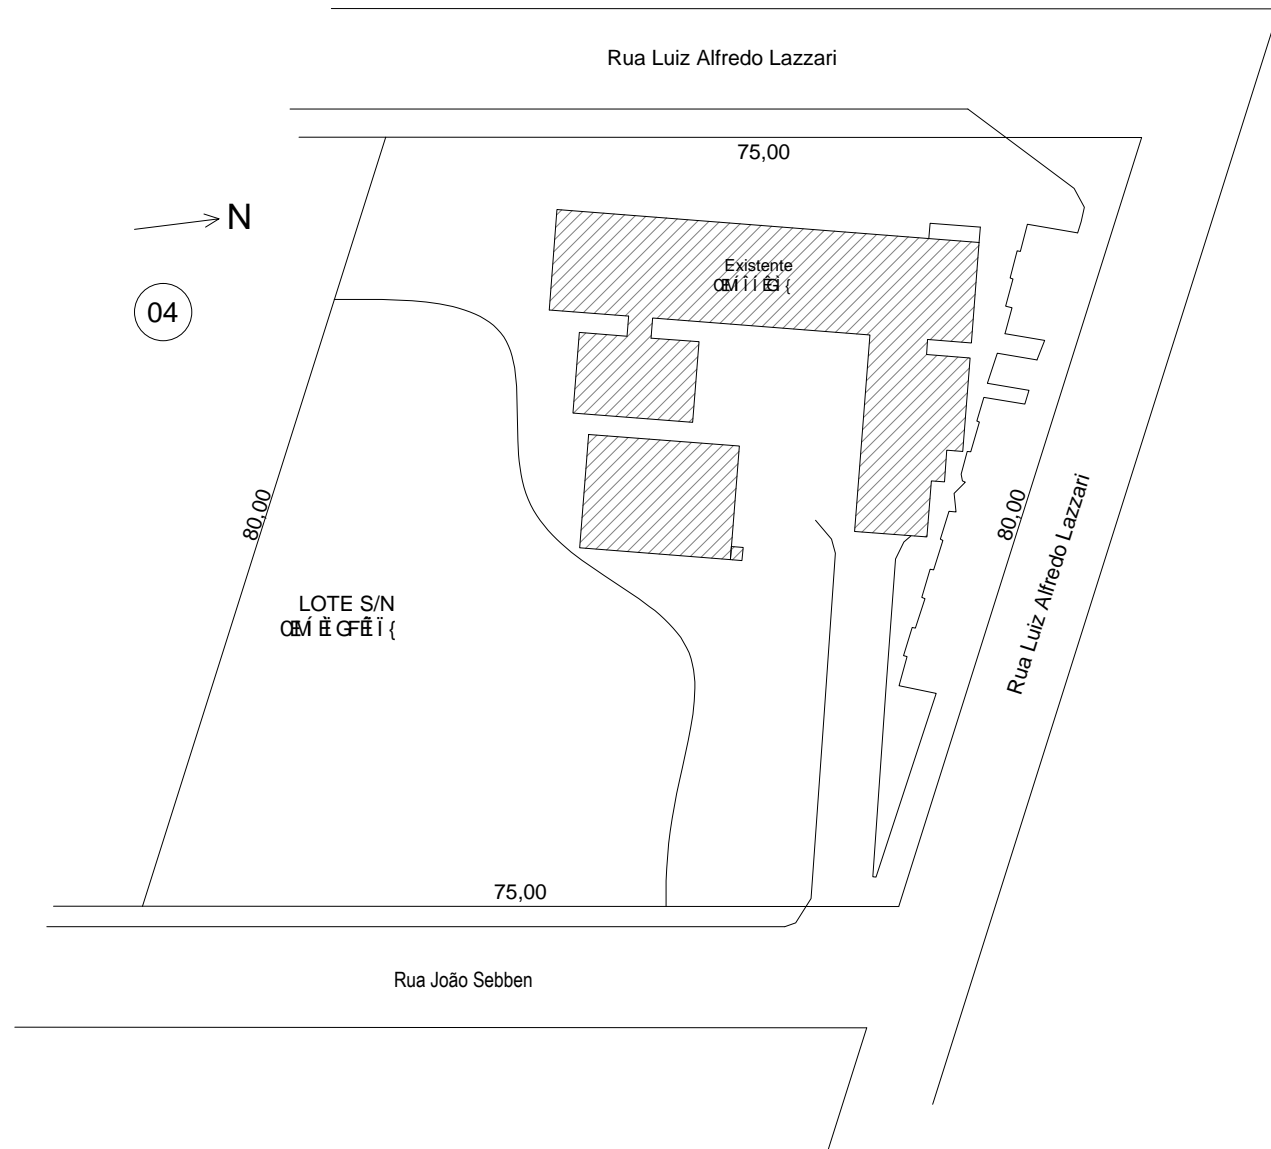 Rua Luiz Alfredo Lazzari
75,00
N
Existente
04
80,00
80,00
Rua Luiz Alfredo Lazzari
LOTE S/N
75,00
Rua João Sebben